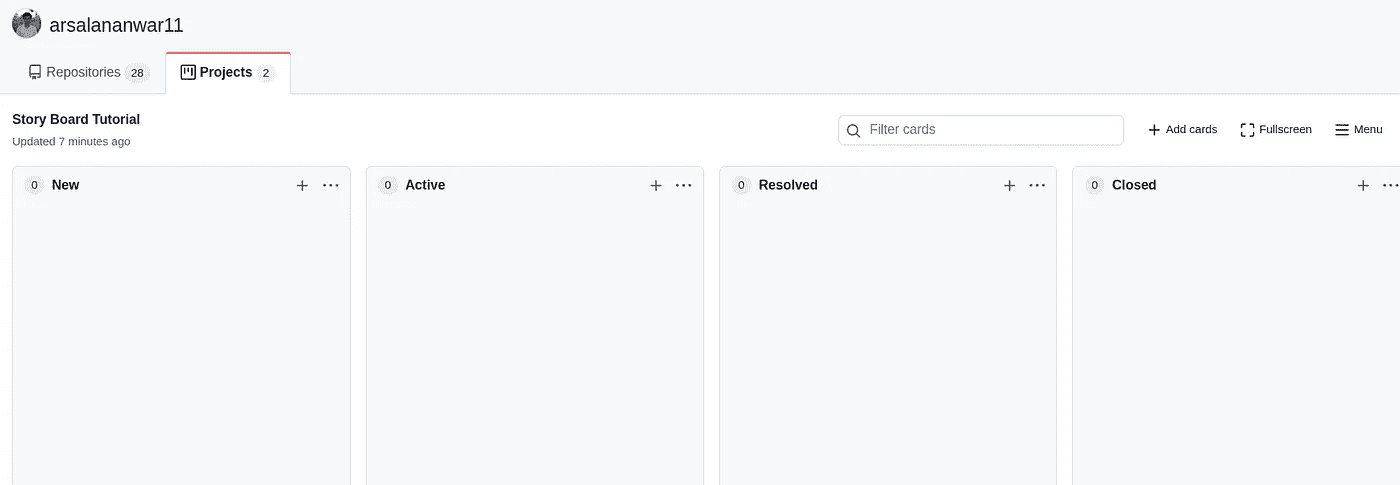 arsalananwar11
Repositories 28 Projects 2
Story Board Tutorial
Updated 7 minutes ago
Filter cards Add cards Fullscreen Menu
0 New 0 Active 0 Resolved 0 Closed